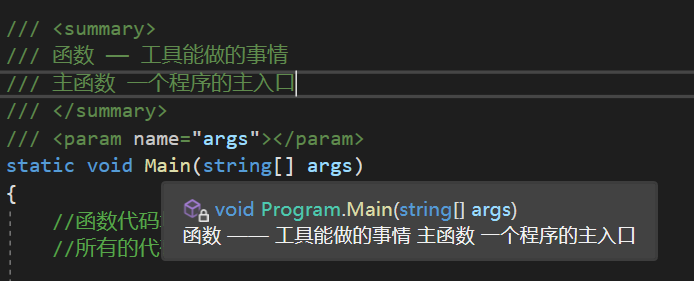 /// <summary>
/// 函数 —— 工具能做的事情
/// 主函数 一个程序的主入口
/// </summary>
/// <param name="args"></param>
static void Main(string[] args)
{
void Program.Main(string[] args)
函数 —— 工具能做的事情 主函数 一个程序的主入口
//函数代码
//所有的代